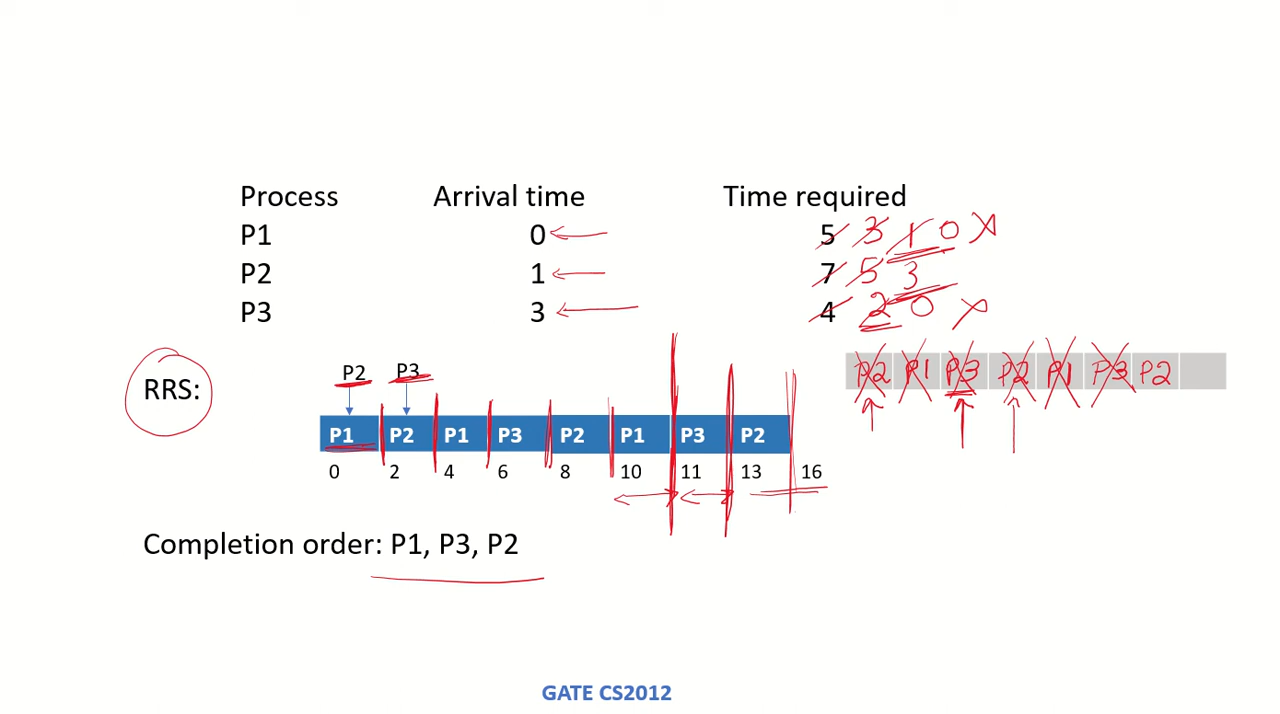 Process Arrival time Time required
P1 0 5 3 1 0 X
P2 1 7 5 3
P3 3 4 2 0 X
P2 P3
P2 P1 P3 P2 P1 P3 P2
RRS:
P1 P2 P1 P3 P2 P1 P3 P2
0 2 4 6 8 10 11 13 16
Completion order: P1, P3, P2
GATE CS2012